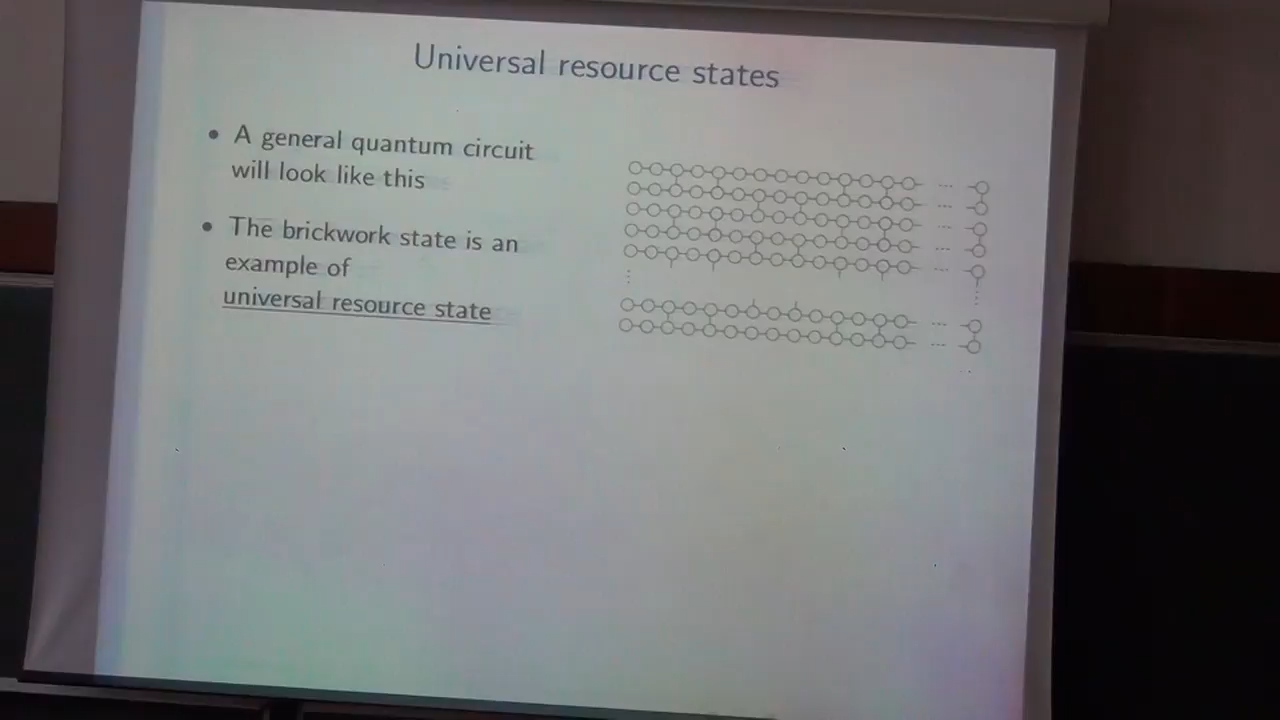 Universal resource states
• A general quantum circuit
will look like this
• The brickwork state is an
example of
universal resource state